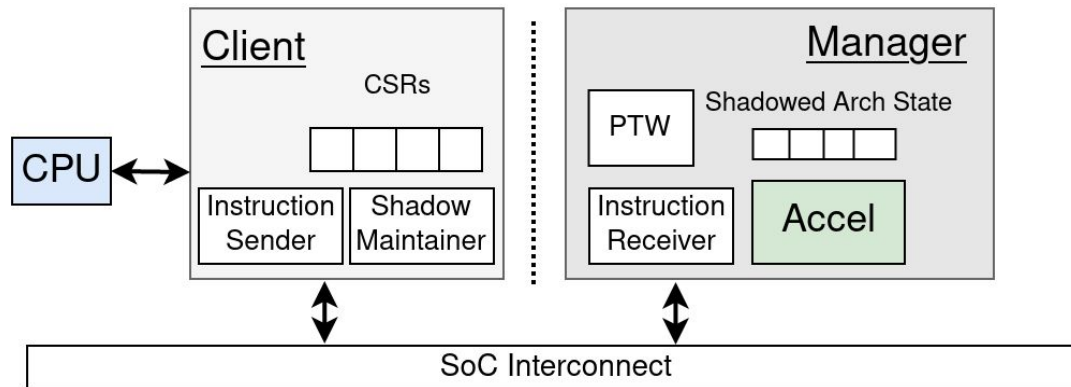 Client
CSRs
CPU
Instruction
Sender
Shadow
Maintainer
Manager
PTW
Shadowed Arch State
Instruction
Receiver
Accel
SoC Interconnect